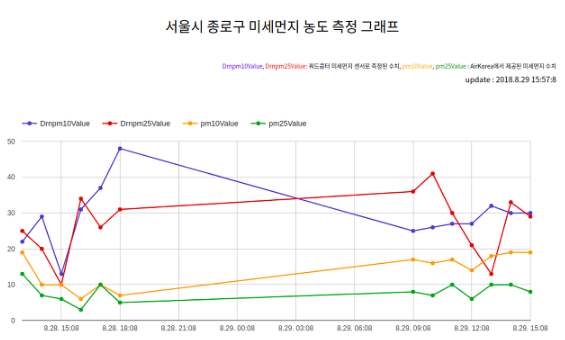 서울시 종로구 미세먼지 농도 측정 그래프
Drnpm10Value, Drnpm25Value: 쿼드콥터 미세먼지 센서로 측정된 수치, pm10Value, pm25Value : AirKorea에서 제공된 미세먼지 수치
update : 2018.8.29 15:57:8
Drnpm10Value Drnpm25Value pm10Value pm25Value
50
40
30
20
10
0
8.28. 15:08 8.28. 18:08 8.28. 21:08 8.29. 00:08 8.29. 03:08 8.29. 06:08 8.29. 09:08 8.29. 12:08 8.29. 15:08